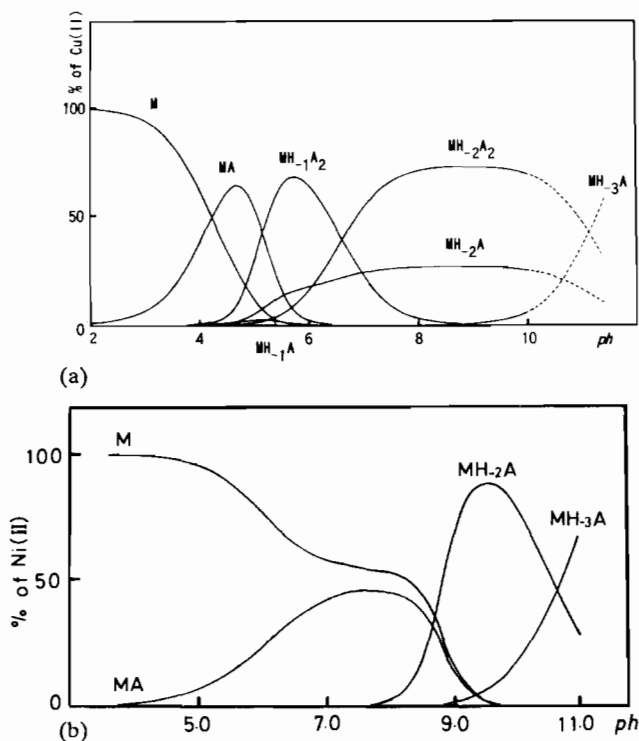 % of Cu(II)
100
50
0
M
MA
MH₋₁A₂
MH₋₂A₂
MH₋₂A
MH₋₃A
MH₋₁A
2 4 6 8 10 ph
(a)
% of Ni(II)
100
50
0
M
MA
MH₋₂A
MH₋₃A
5.0 7.0 9.0 11.0 ph
(b)